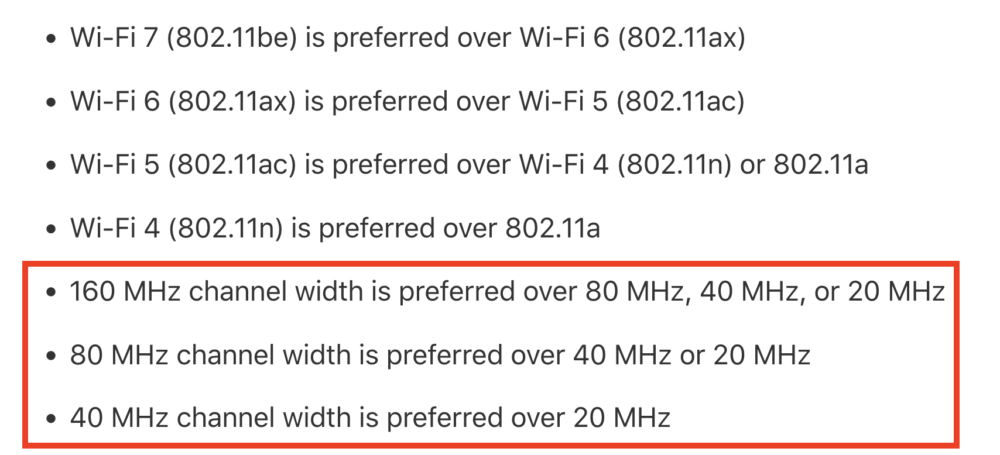 • Wi-Fi 7 (802.11be) is preferred over Wi-Fi 6 (802.11ax)
• Wi-Fi 6 (802.11ax) is preferred over Wi-Fi 5 (802.11ac)
• Wi-Fi 5 (802.11ac) is preferred over Wi-Fi 4 (802.11n) or 802.11a
• Wi-Fi 4 (802.11n) is preferred over 802.11a
• 160 MHz channel width is preferred over 80 MHz, 40 MHz, or 20 MHz
• 80 MHz channel width is preferred over 40 MHz or 20 MHz
• 40 MHz channel width is preferred over 20 MHz